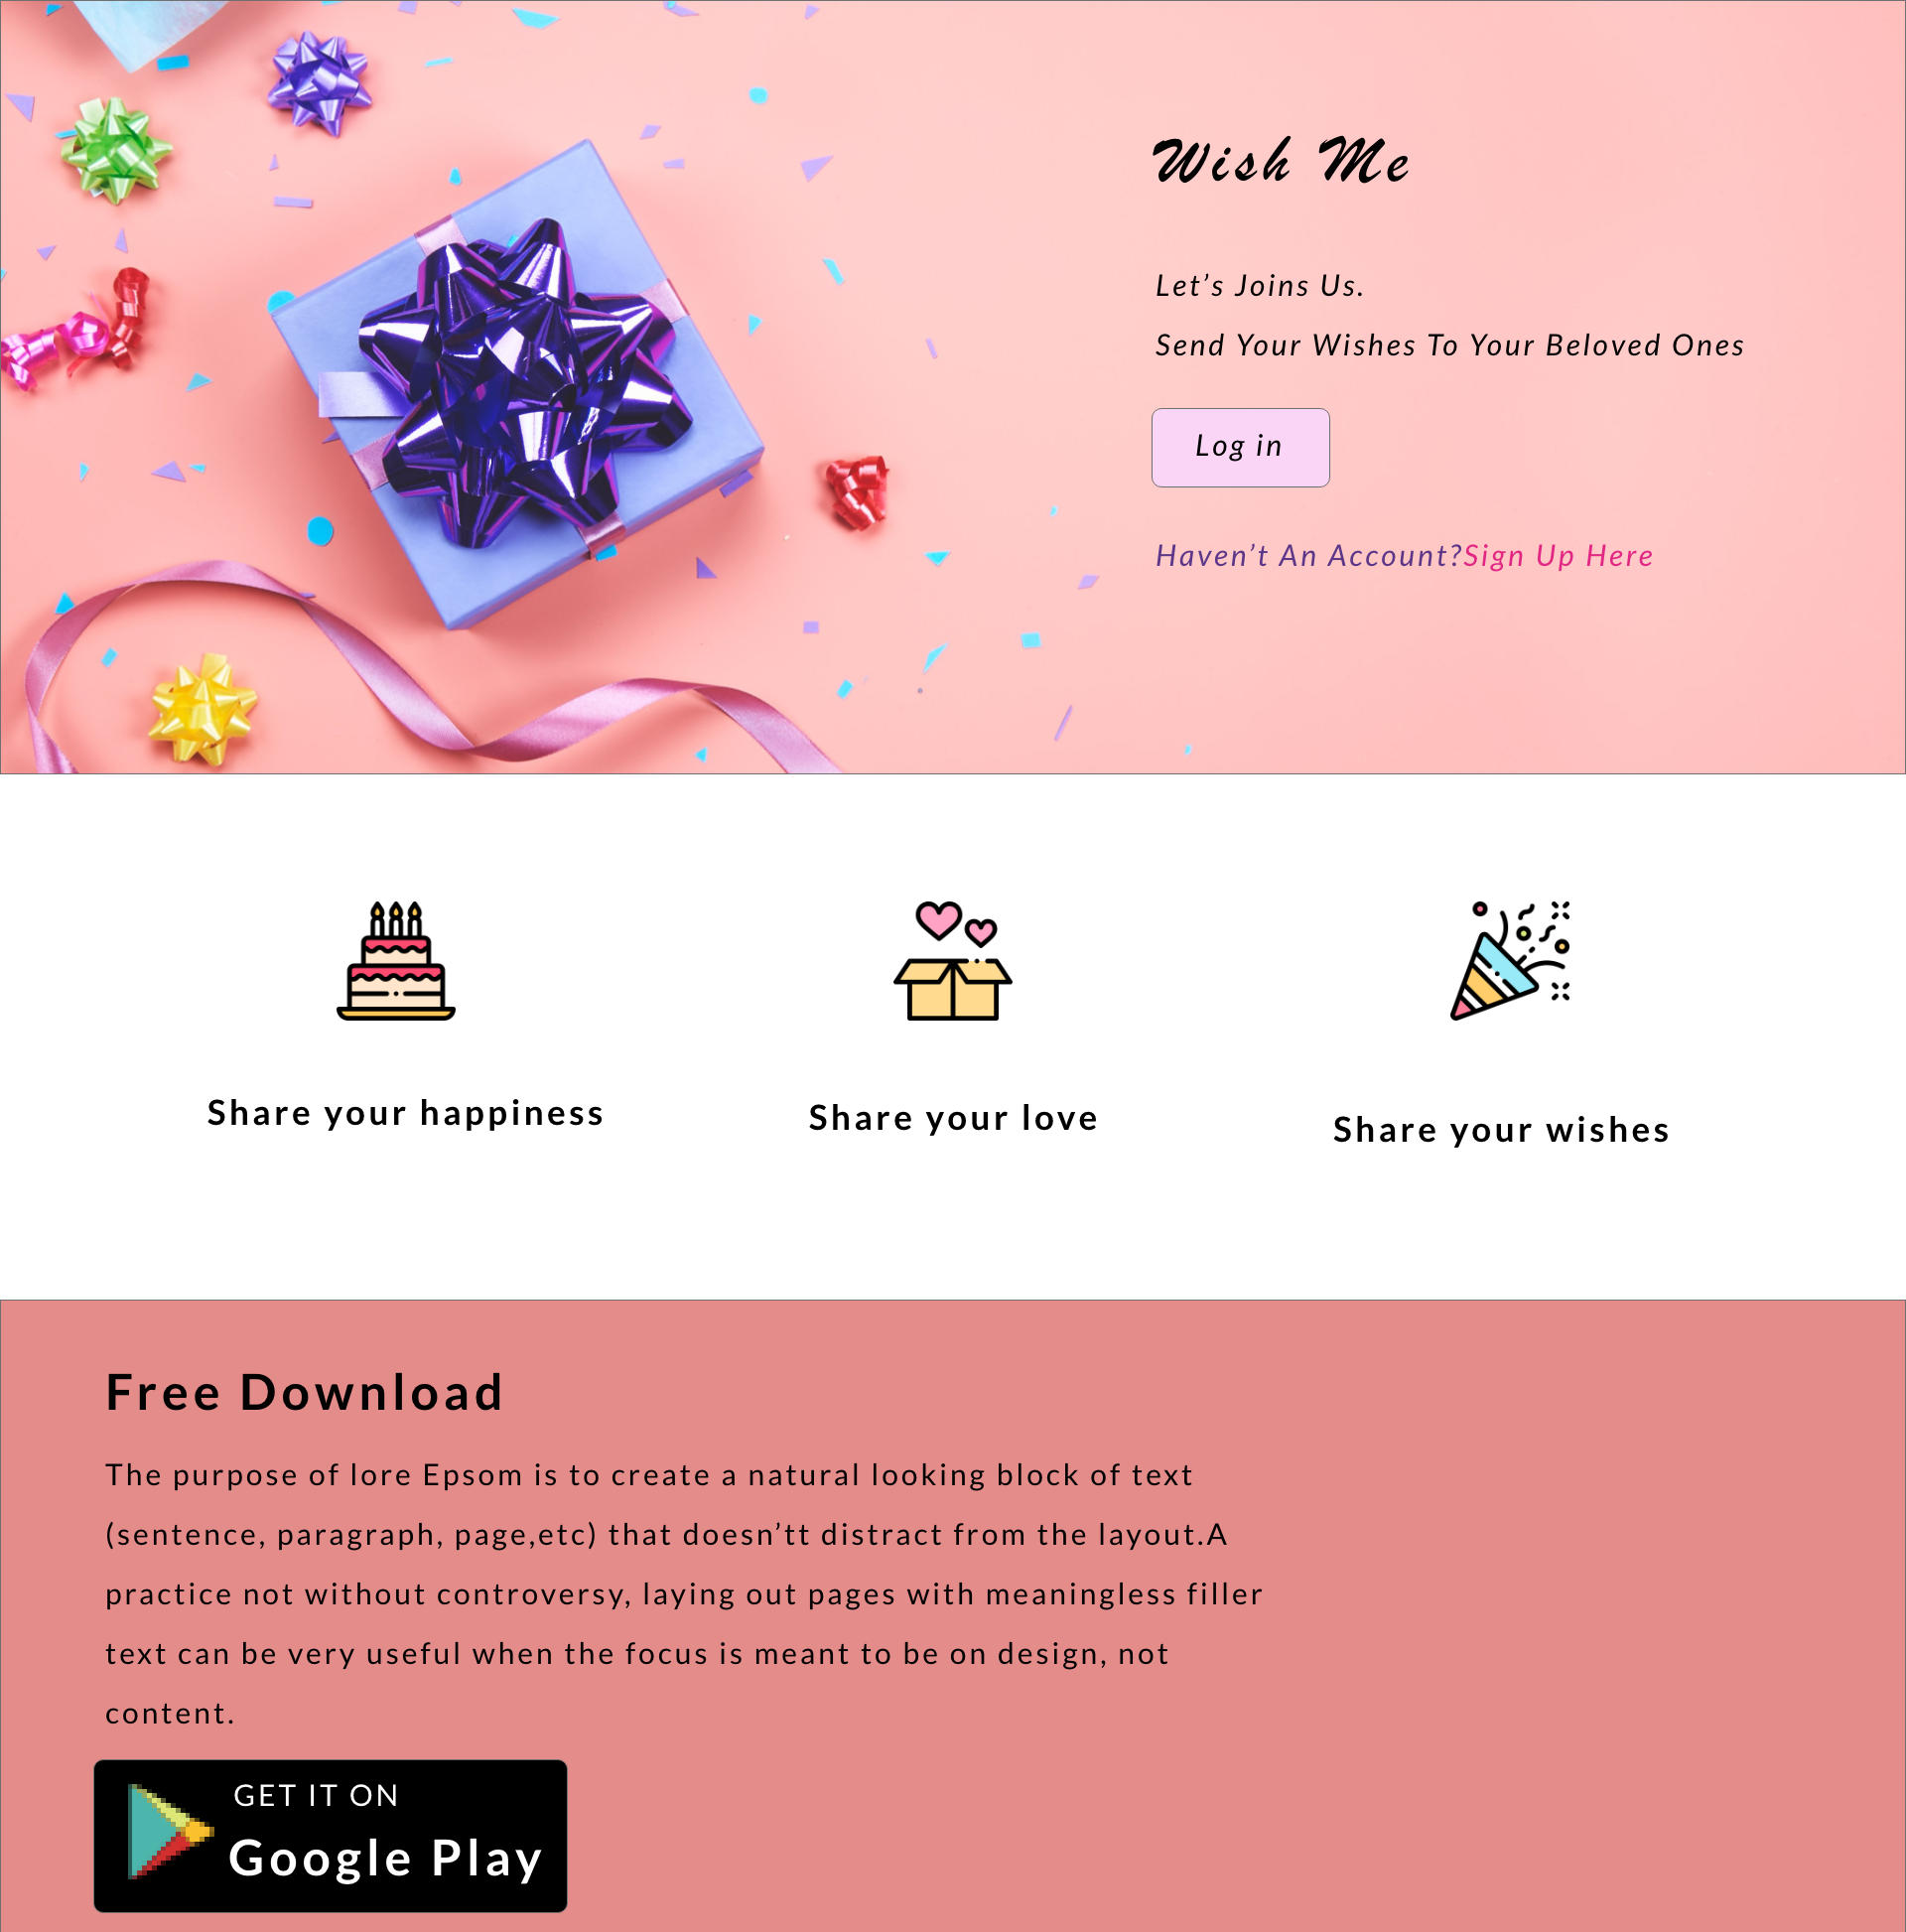 Wish Me
Let’s Joins Us.
Send Your Wishes To Your Beloved Ones
Log in
Haven’t An Account?Sign Up Here
Share your happiness
Share your love
Share your wishes
Free Download
The purpose of lore Epsom is to create a natural looking block of text
(sentence, paragraph, page,etc) that doesn’tt distract from the layout.A
practice not without controversy, laying out pages with meaningless filler
text can be very useful when the focus is meant to be on design, not
content.
GET IT ON
Google Play